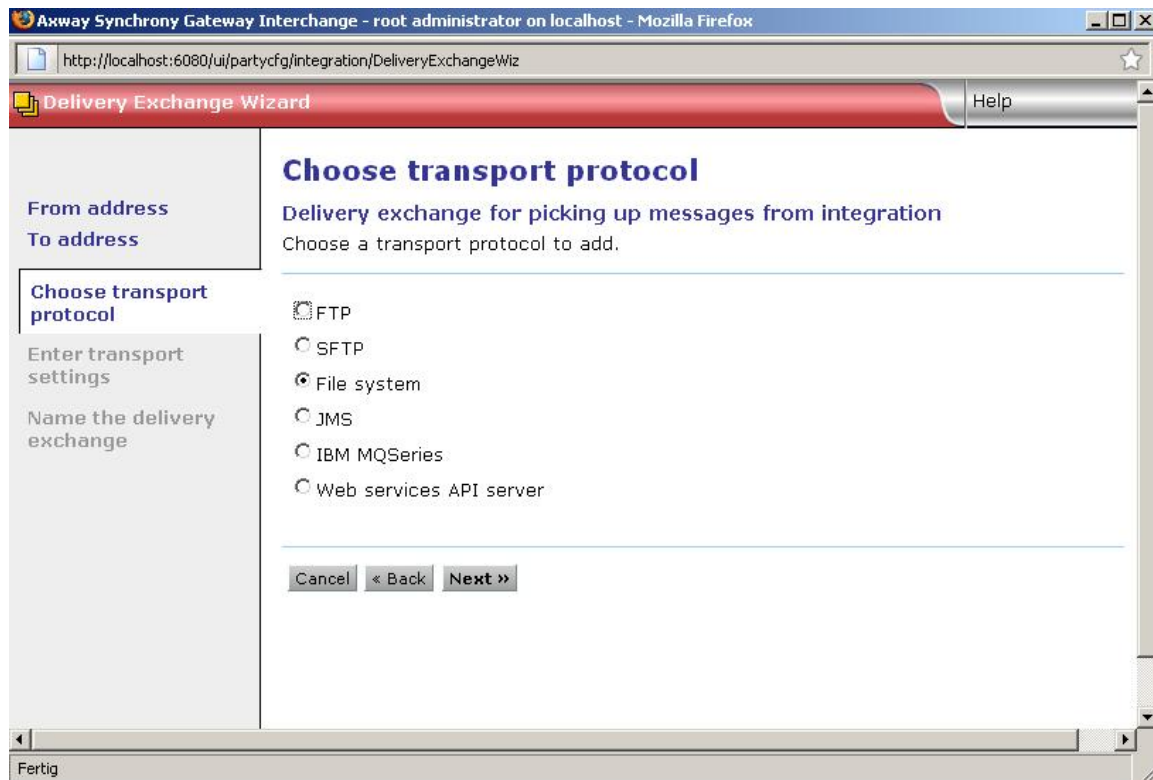 Axway Synchrony Gateway Interchange - root administrator on localhost - Mozilla Firefox
http://localhost:6080/ui/partycfg/integration/DeliveryExchangeWiz
Delivery Exchange Wizard
Help
From address
To address
Choose transport
protocol
Enter transport
settings
Name the delivery
exchange
Choose transport protocol
Delivery exchange for picking up messages from integration
Choose a transport protocol to add.
FTP
SFTP
File system
JMS
IBM MQSeries
Web services API server
Cancel « Back Next »
Fertig